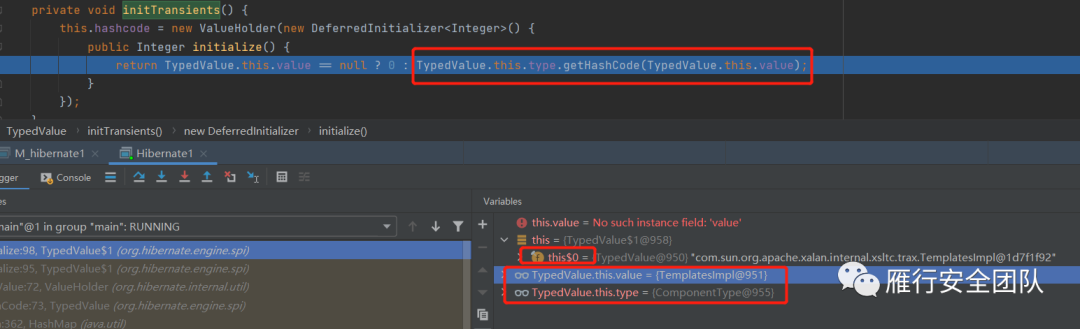 private void initTransients() {
this.hashcode = new ValueHolder(new DeferredInitializer<Integer>() {
public Integer initialize() {
return TypedValue.this.value == null ? 0 : TypedValue.this.type.getHashCode(TypedValue.this.value);
}
});
TypedValue › initTransients() › new DeferredInitializer › initialize()
M_hibernate1 × Hibernate1 ×
gger Console
es Variables
main"@1 in group "main": RUNNING
this.value = No such instance field: 'value'
this = {TypedValue$1@958}
alize:98, TypedValue$1 (org.hibernate.engine.spi)
this$0 = {TypedValue@950} "com.sun.org.apache.xalan.internal.xsltc.trax.TemplatesImpl@1d7f1f92"
alize:95, TypedValue$1 (org.hibernate.engine.spi)
TypedValue.this.value = {TemplatesImpl@951}
Value:72, ValueHolder (org.hibernate.internal.util)
TypedValue.this.type = {ComponentType@955}
hCode:73, TypedValue (org.hibernate.engine.spi)
:362, HashMap (java.util)
雁行安全团队